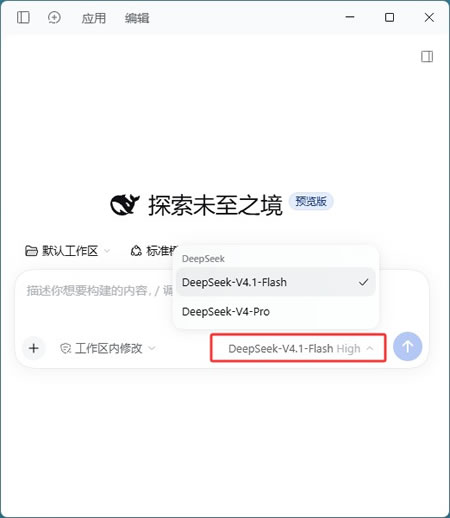 应用 编辑
探索未至之境 预览版
默认工作区 标准
DeepSeek
DeepSeek-V4.1-Flash
DeepSeek-V4-Pro
描述你想要构建的内容, / 调
工作区内修改 DeepSeek-V4.1-Flash High